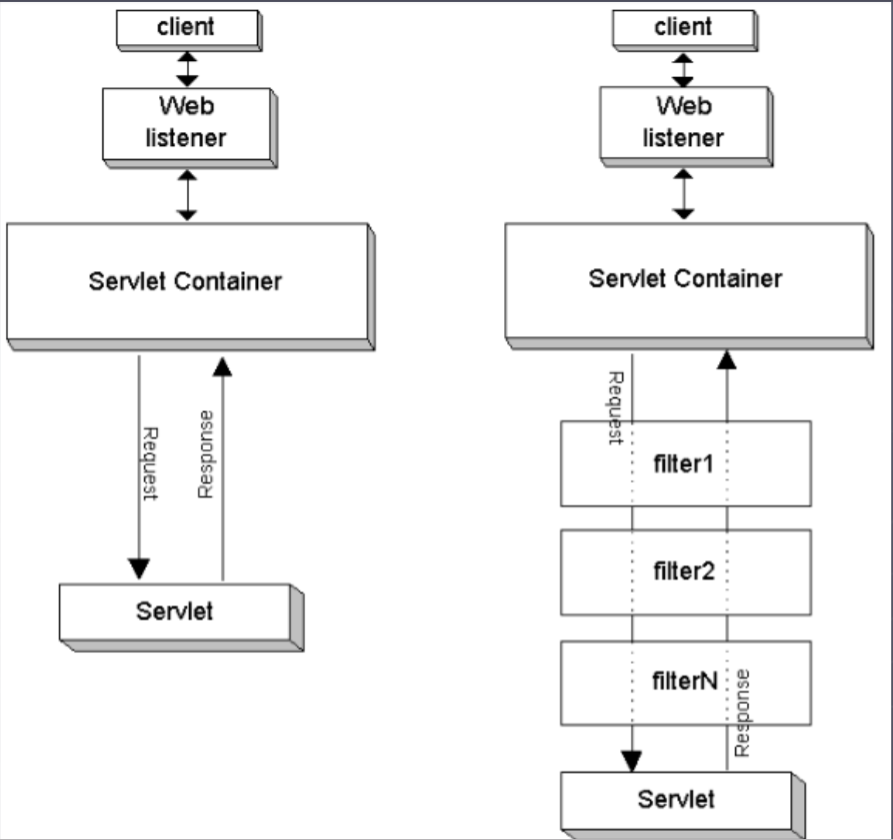 client
Web
listener
Servlet Container
Request
Response
Servlet
client
Web
listener
Servlet Container
Request
filter1
filter2
filterN
Response
Servlet